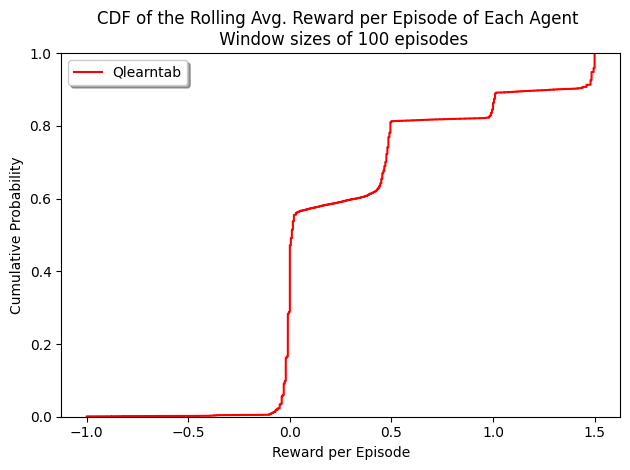 CDF of the Rolling Avg. Reward per Episode of Each Agent
Window sizes of 100 episodes
Qlearntab
1.0
0.8
0.6
0.4
0.2
0.0
Cumulative Probability
−1.0 −0.5 0.0 0.5 1.0 1.5
Reward per Episode